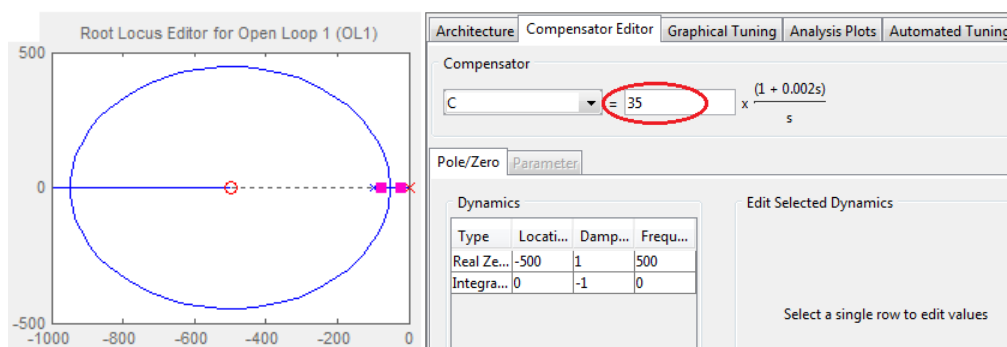 Root Locus Editor for Open Loop 1 (OL1)
500
0
-500
-1000 -800 -600 -400 -200 0
Architecture Compensator Editor Graphical Tuning Analysis Plots Automated Tuning
Compensator
C = 35 x (1 + 0.002s)
s
Pole/Zero Parameter
Dynamics
Type Locati... Damp... Frequ...
Real Ze... -500 1 500
Integra... 0 -1 0
Edit Selected Dynamics
Select a single row to edit values